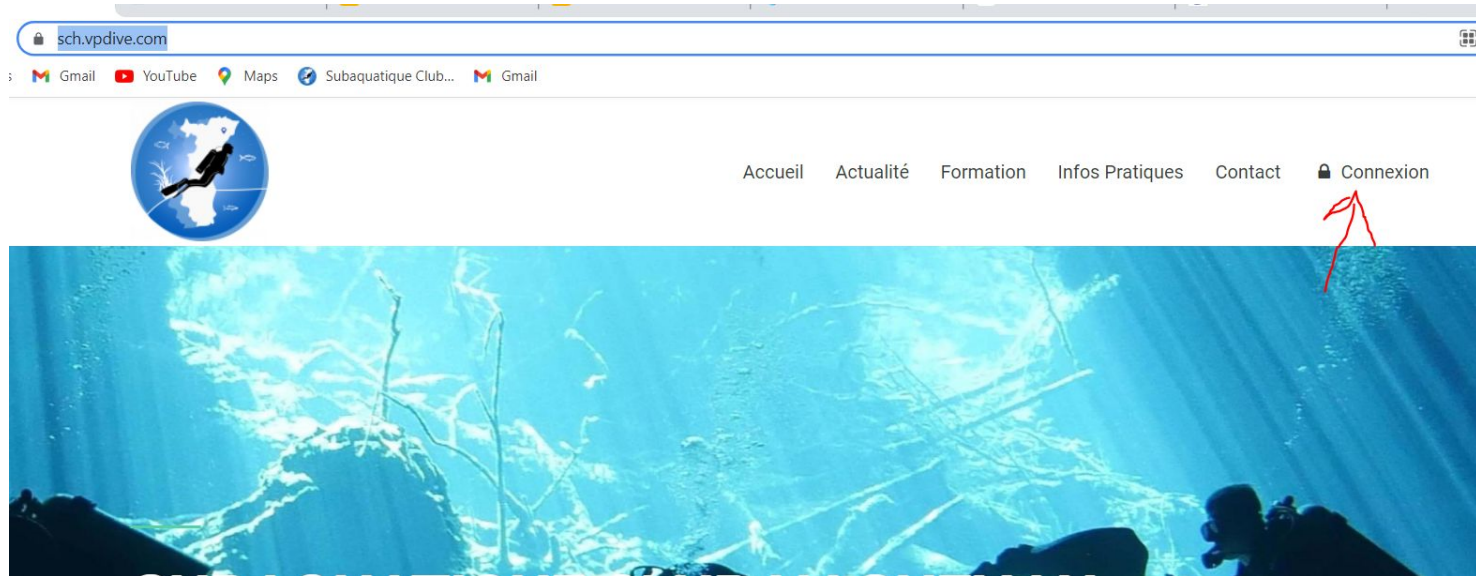 sch.vpdive.com
Gmail YouTube Maps Subaquatique Club... Gmail
Accueil Actualité Formation Infos Pratiques Contact Connexion